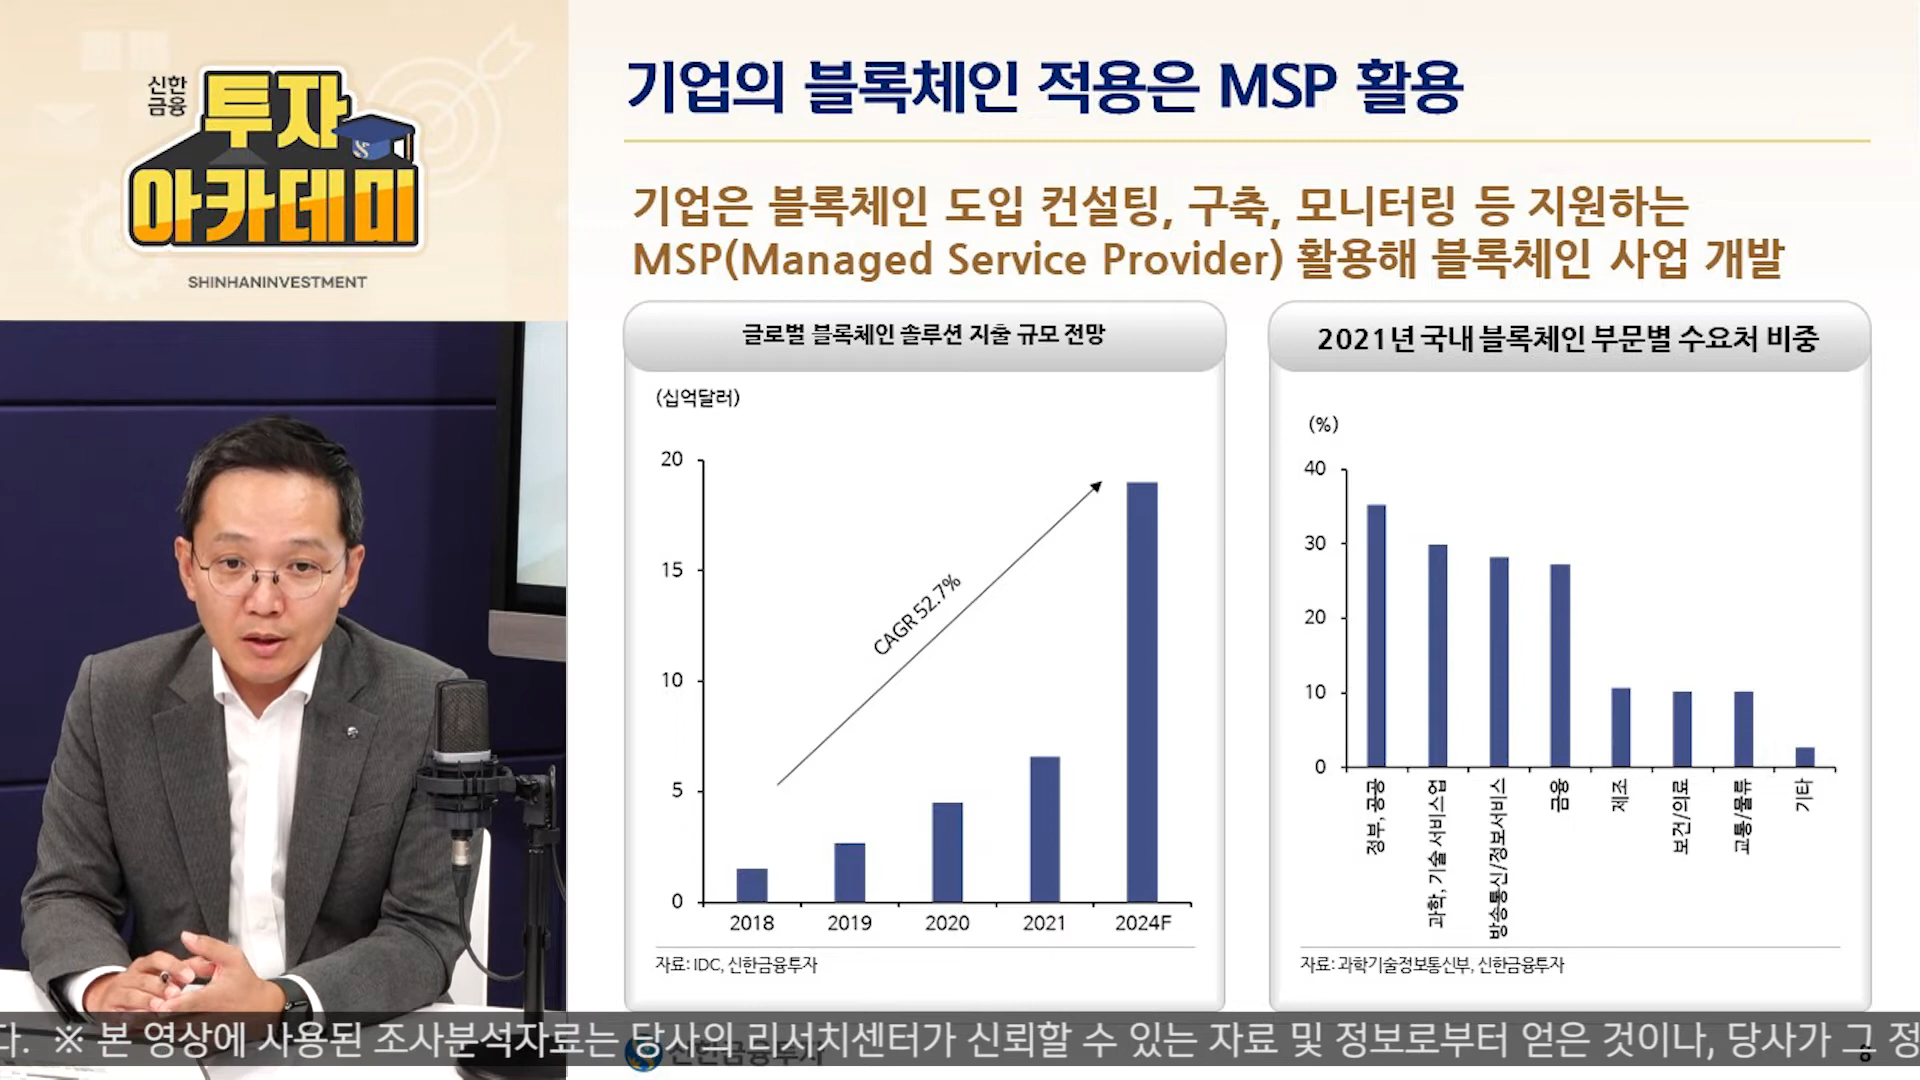 신한
금융
투자
아카데미
SHINHANINVESTMENT
기업의 블록체인 적용은 MSP 활용
기업은 블록체인 도입 컨설팅, 구축, 모니터링 등 지원하는
MSP(Managed Service Provider) 활용해 블록체인 사업 개발
글로벌 블록체인 솔루션 지출 규모 전망
(십억달러)
20
15
10
5
0
CAGR 52.7%
2018 2019 2020 2021 2024F
자료: IDC, 신한금융투자
2021년 국내 블록체인 부문별 수요처 비중
(%)
40
30
20
10
0
정부, 공공
과학, 기술 서비스업
방송통신/정보서비스
금융
제조
보건/의료
교통/물류
기타
자료: 과학기술정보통신부, 신한금융투자
다. ※ 본 영상에 사용된 조사분석자료는 당사의 리서치센터가 신뢰할 수 있는 자료 및 정보로부터 얻은 것이나, 당사가 그 정
신한금융투자